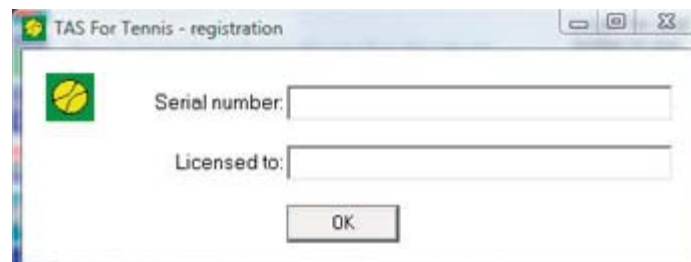 TAS For Tennis - registration
Serial number:
Licensed to:
OK